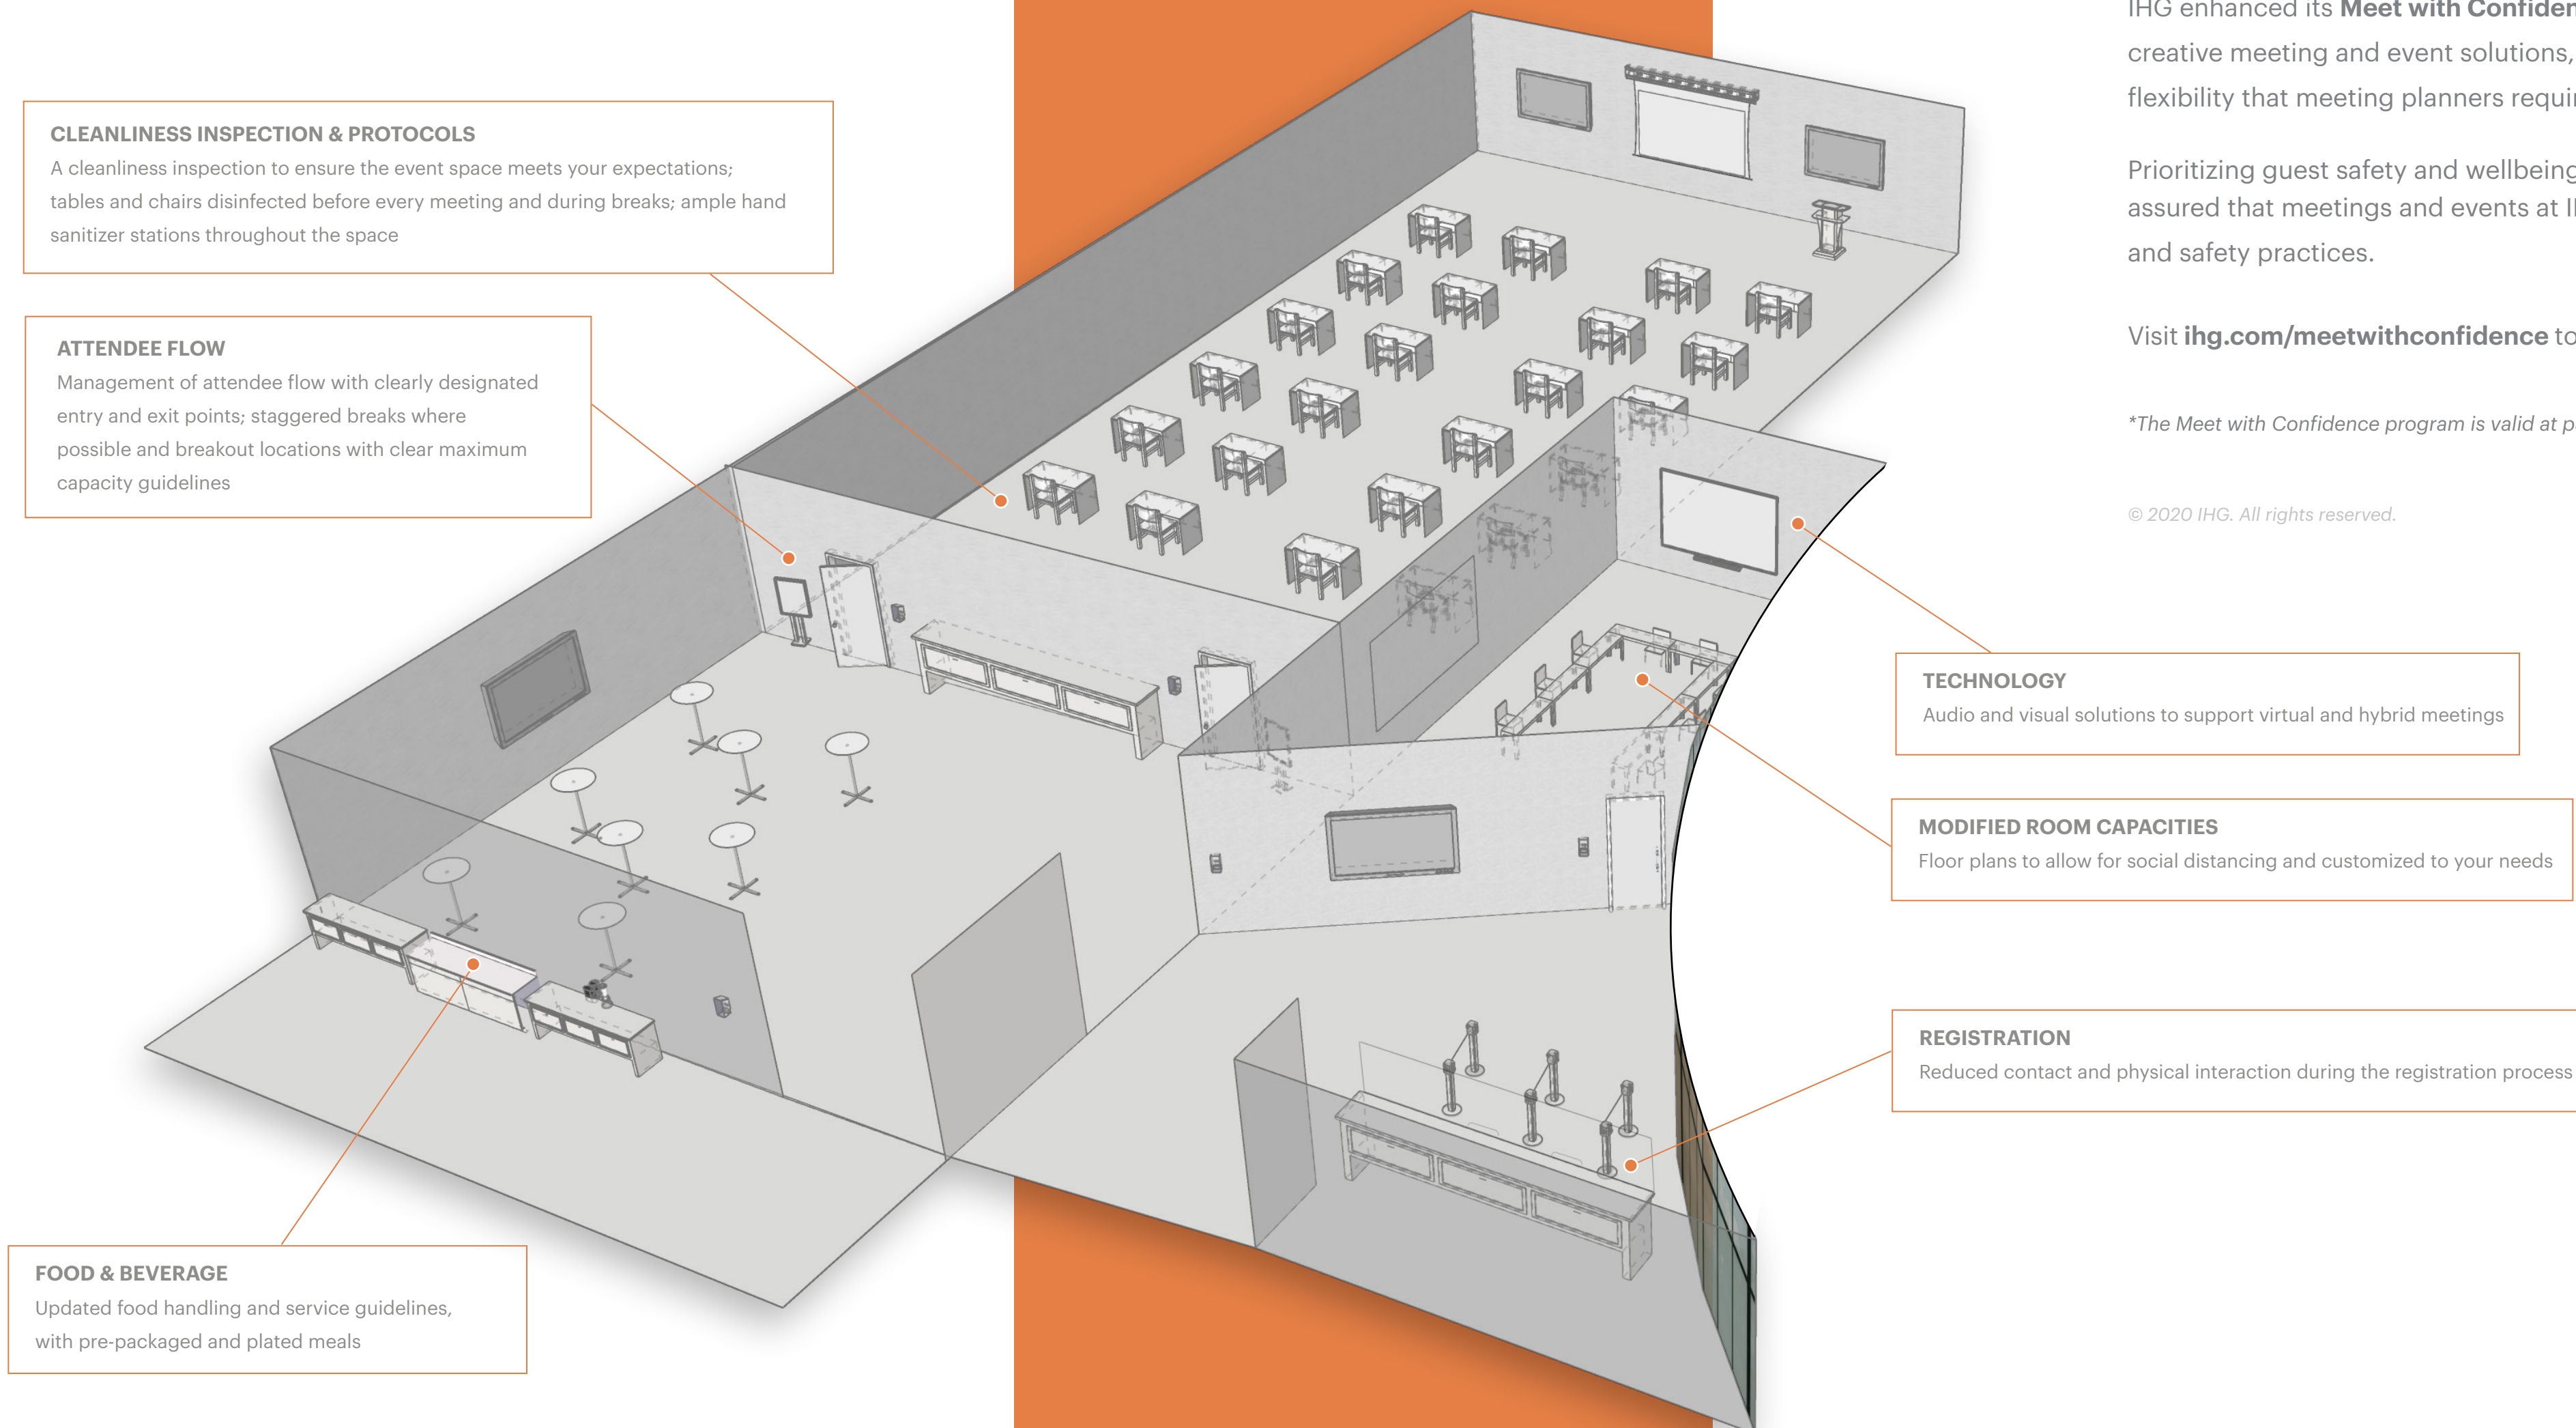 CLEANLINESS INSPECTION & PROTOCOLS
A cleanliness inspection to ensure the event space meets your expectations;
tables and chairs disinfected before every meeting and during breaks; ample hand
sanitizer stations throughout the space
ATTENDEE FLOW
Management of attendee flow with clearly designated
entry and exit points; staggered breaks where
possible and breakout locations with clear maximum
capacity guidelines
FOOD & BEVERAGE
Updated food handling and service guidelines,
with pre-packaged and plated meals
IHG enhanced its Meet with
creative meeting and event solutions,
flexibility that meeting planners
Prioritizing guest safety and wellbeing
assured that meetings and events at
and safety practices.
Visit ihg.com/meetwithconfidence to
*The Meet with Confidence program is valid at
© 2020 IHG. All rights reserved.
TECHNOLOGY
Audio and visual solutions to support virtual and hybrid meetings
MODIFIED ROOM CAPACITIES
Floor plans to allow for social distancing and customized to your needs
REGISTRATION
Reduced contact and physical interaction during the registration process